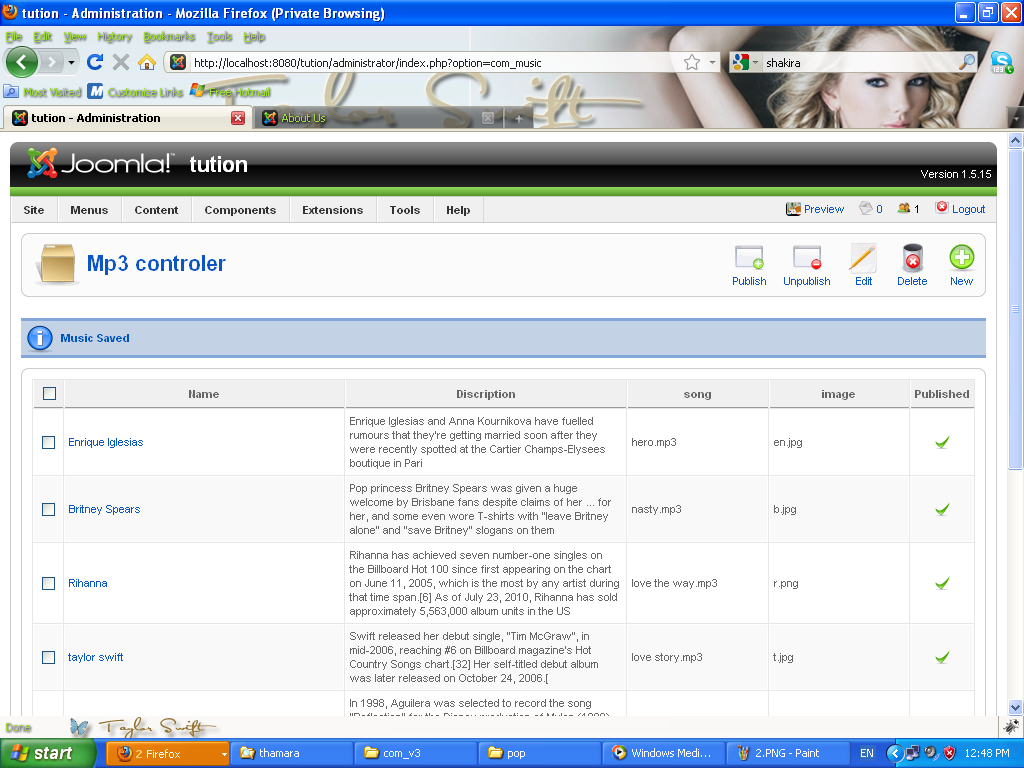 tution - Administration - Mozilla Firefox (Private Browsing)
File Edit View History Bookmarks Tools Help
http://localhost:8080/tution/administrator/index.php?option=com_music
shakira
Most Visited Customize Links Free Hotmail
Taylor Swift
tution - Administration About Us
Joomla! tution
Version 1.5.15
Site Menus Content Components Extensions Tools Help Preview 0 1 Logout
Mp3 controler
Publish Unpublish Edit Delete New
Music Saved
Name Discription song image Published
Enrique Iglesias and Anna Kournikova have fuelled
rumours that they're getting married soon after they
were recently spotted at the Cartier Champs-Elysees
boutique in Pari
Enrique Iglesias hero.mp3 en.jpg
Pop princess Britney Spears was given a huge
welcome by Brisbane fans despite claims of her ... for
her, and some even wore T-shirts with "leave Britney
alone" and "save Britney" slogans on them
Britney Spears nasty.mp3 b.jpg
Rihanna has achieved seven number-one singles on
the Billboard Hot 100 since first appearing on the chart
on June 11, 2005, which is the most by any artist during
that time span.[6] As of July 23, 2010, Rihanna has sold
approximately 5,563,000 album units in the US
Rihanna love the way.mp3 r.png
Swift released her debut single, "Tim McGraw", in
mid-2006, reaching #6 on Billboard magazine's Hot
Country Songs chart.[32] Her self-titled debut album
was later released on October 24, 2006.[
taylor swift love story.mp3 t.jpg
In 1998, Aguilera was selected to record the song
"Reflection" for the Disney production of Mulan (1998)
Done Taylor Swift
start 2 Firefox thamara com_v3 pop Windows Medi... 2.PNG - Paint EN 12:48 PM